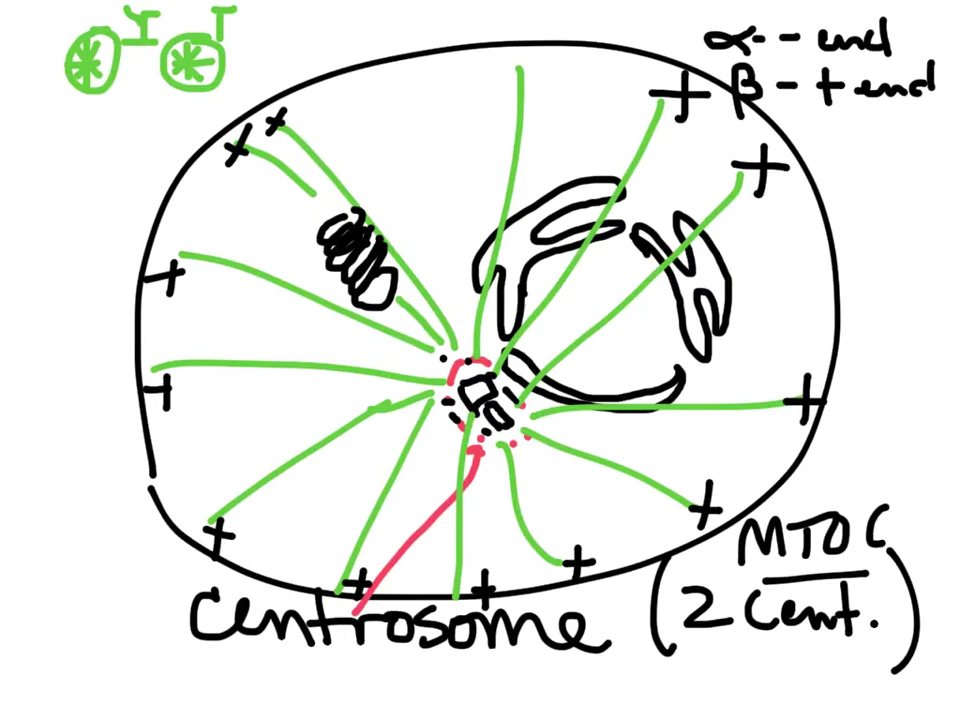 α - - end
β - + end
+ +
+ +
+
+ +
+ +
+ + +
MTOC
Centrosome (2 Cent.)